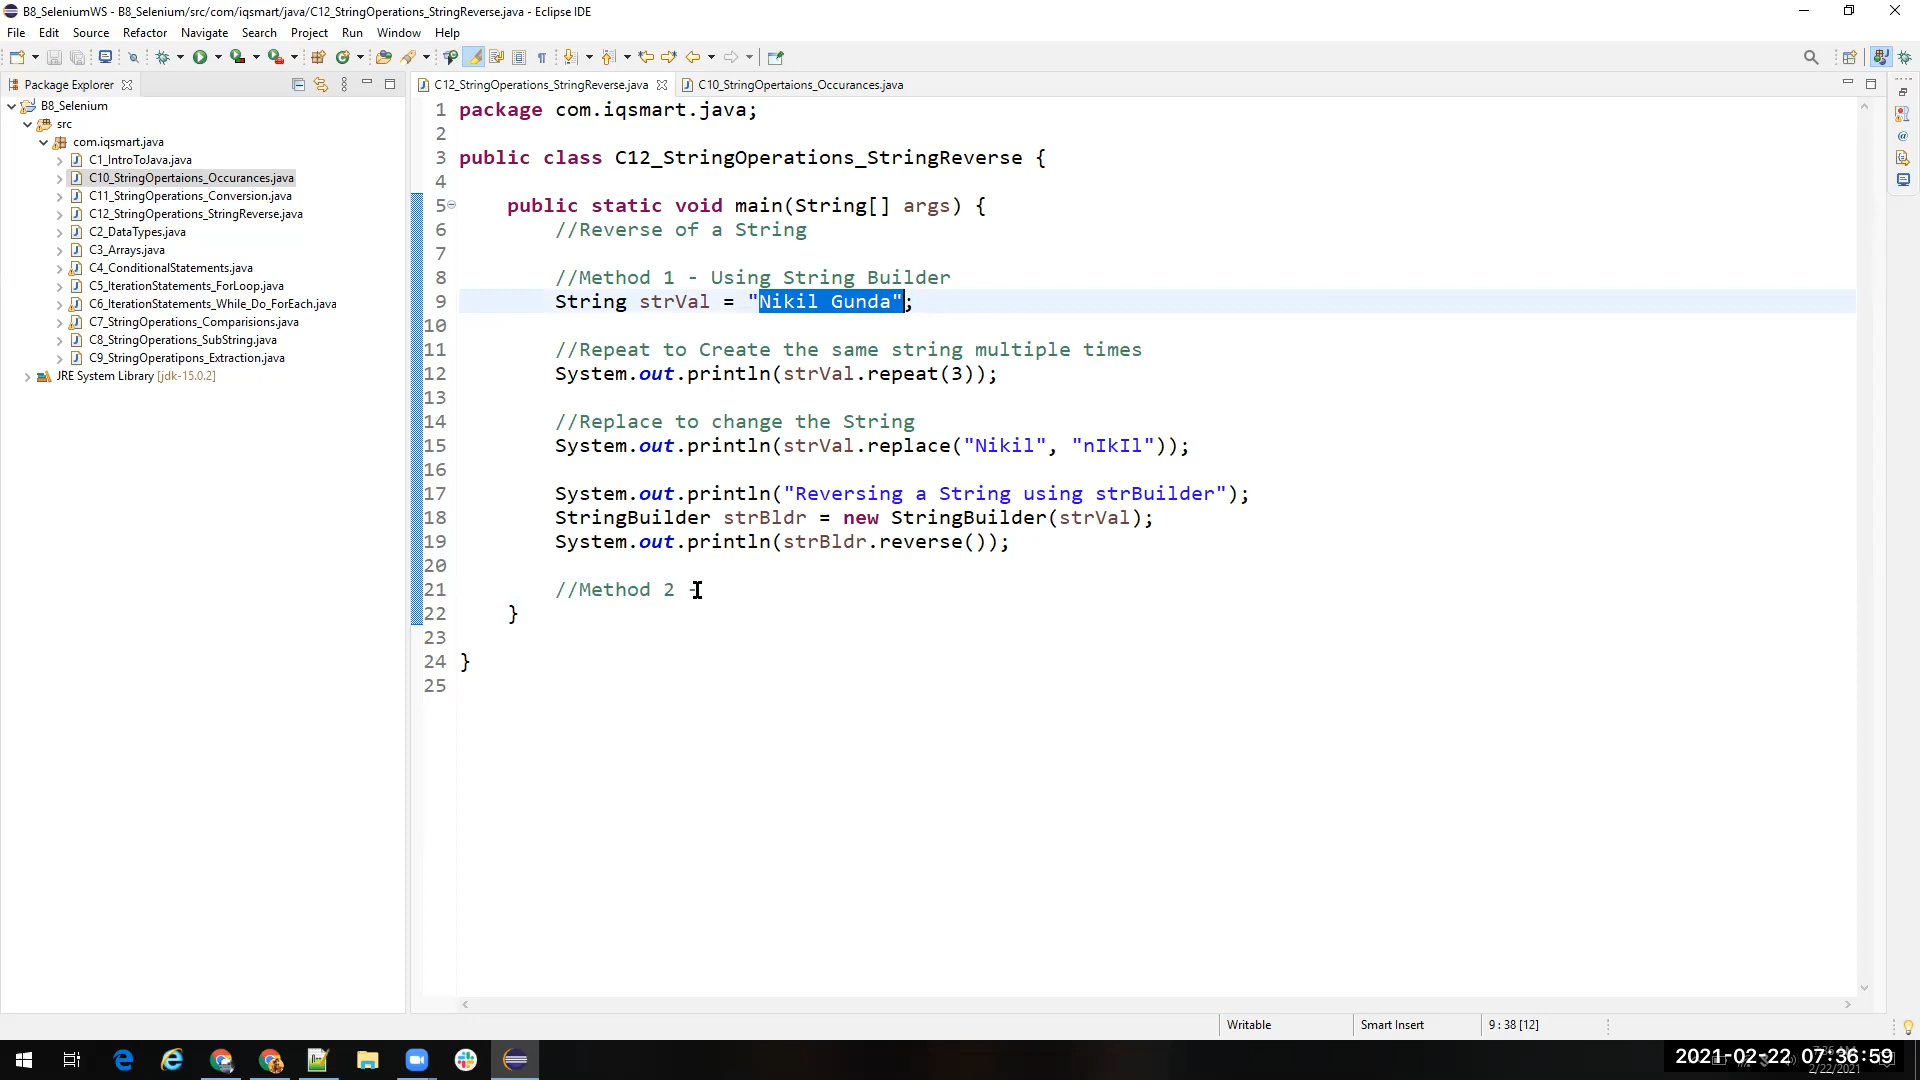 B8_SeleniumWS - B8_Selenium/src/com/iqsmart/java/C12_StringOperations_StringReverse.java - Eclipse IDE
File Edit Source Refactor Navigate Search Project Run Window Help
Package Explorer
B8_Selenium
src
com.iqsmart.java
C1_IntroToJava.java
C10_StringOpertaions_Occurances.java
C11_StringOperations_Conversion.java
C12_StringOperations_StringReverse.java
C2_DataTypes.java
C3_Arrays.java
C4_ConditionalStatements.java
C5_IterationStatements_ForLoop.java
C6_IterationStatements_While_Do_ForEach.java
C7_StringOperations_Comparisions.java
C8_StringOperations_SubString.java
C9_StringOperatipons_Extraction.java
JRE System Library [jdk-15.0.2]
C12_StringOperations_StringReverse.java C10_StringOpertaions_Occurances.java
1 package com.iqsmart.java;
2
3 public class C12_StringOperations_StringReverse {
4
5 public static void main(String[] args) {
6 //Reverse of a String
7
8 //Method 1 - Using String Builder
9 String strVal = "Nikil Gunda";
10
11 //Repeat to Create the same string multiple times
12 System.out.println(strVal.repeat(3));
13
14 //Replace to change the String
15 System.out.println(strVal.replace("Nikil", "nIkIl"));
16
17 System.out.println("Reversing a String using strBuilder");
18 StringBuilder strBldr = new StringBuilder(strVal);
19 System.out.println(strBldr.reverse());
20
21 //Method 2 -
22 }
23
24 }
25
Writable Smart Insert 9 : 38 [12]
2021-02-22 07:36:59
2/22/2021